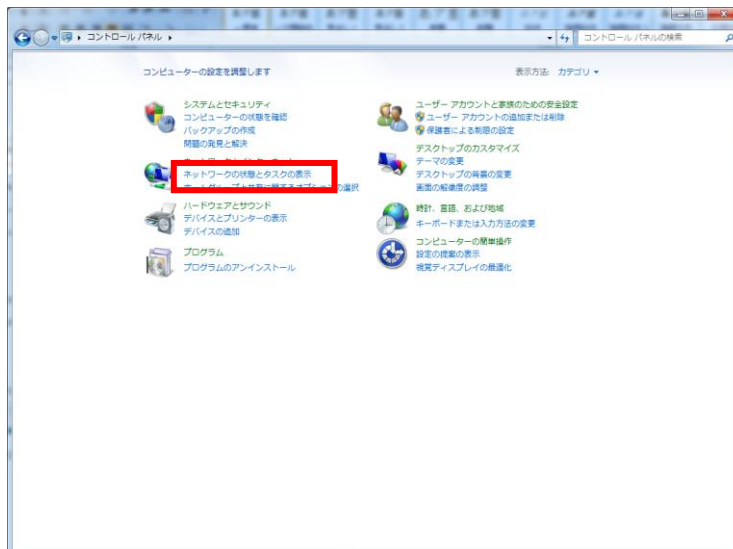 コントロール パネル
コントロール パネルの検索
コンピューターの設定を調整します
表示方法: カテゴリ
システムとセキュリティ
コンピューターの状態を確認
バックアップの作成
問題の発見と解決
ネットワークの状態とタスクの表示
の選択
ハードウェアとサウンド
デバイスとプリンターの表示
デバイスの追加
プログラム
プログラムのアンインストール
ユーザー アカウントと家族のための安全設定
ユーザー アカウントの追加または削除
保護者による制限の設定
デスクトップのカスタマイズ
テーマの変更
デスクトップの背景の変更
画面の解像度の調整
時計、言語、および地域
キーボードまたは入力方法の変更
コンピューターの簡単操作
設定の提案の表示
視覚ディスプレイの最適化